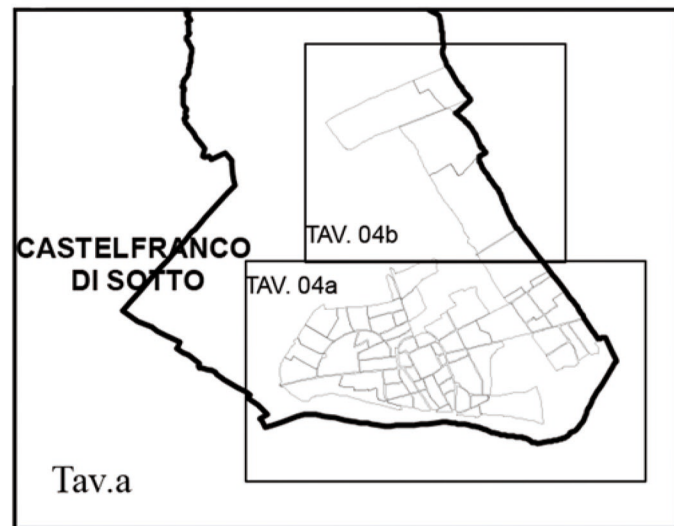 TAV. 04b
CASTELFRANCO
DI SOTTO
TAV. 04a
Tav.a